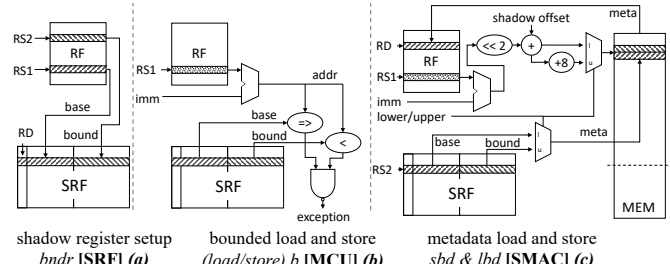 RS2
RF
RS1
base
RD
bound
SRF
shadow register setup
bndr [SRF] (a)
RF
RS1
imm
addr
base
=>
bound
<
SRF
exception
bounded load and store
(load/store) b [MCU] (b)
meta
shadow offset
RD
RF
<< 2
+
l
+8
u
RS1
imm
lower/upper
base
bound
l
u
meta
RS2
SRF
MEM
metadata load and store
sbd & lbd [SMAC] (c)